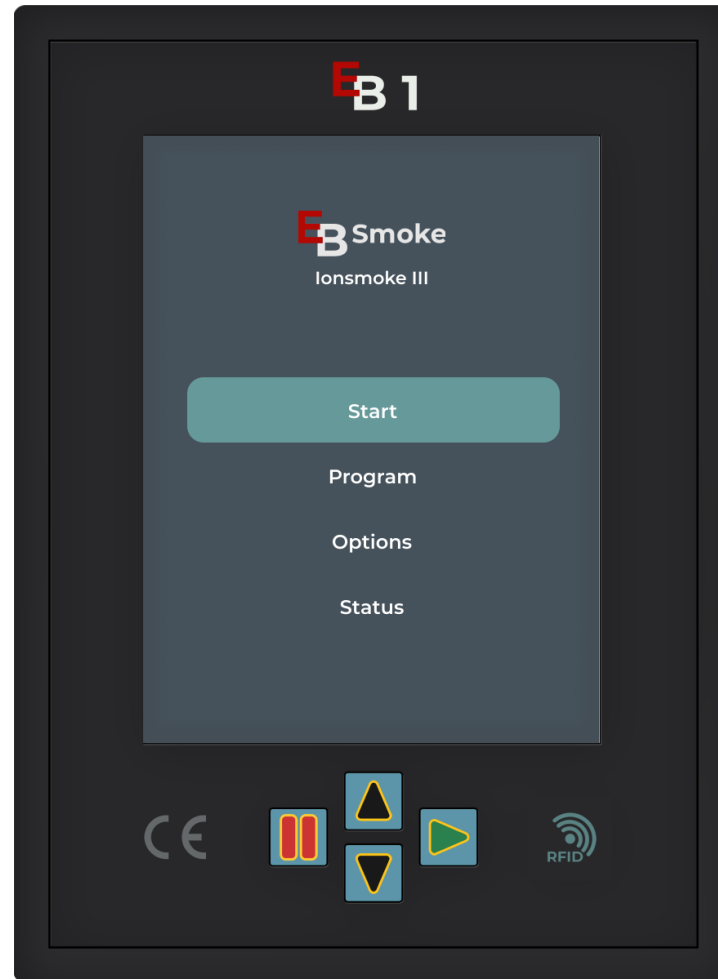 EB 1
EB Smoke
Ionsmoke III
Start
Program
Options
Status
CE
RFID